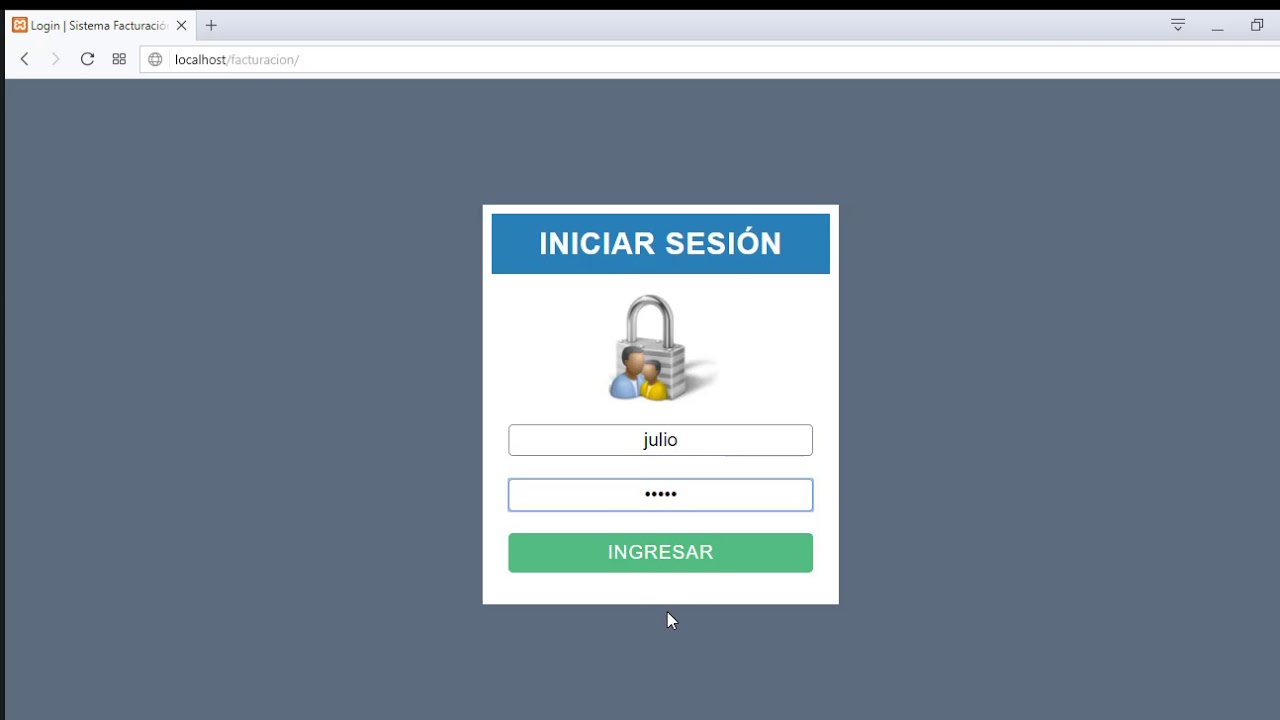 Login | Sistema Facturació
localhost/facturacion/
INICIAR SESIÓN
julio
•••••
INGRESAR